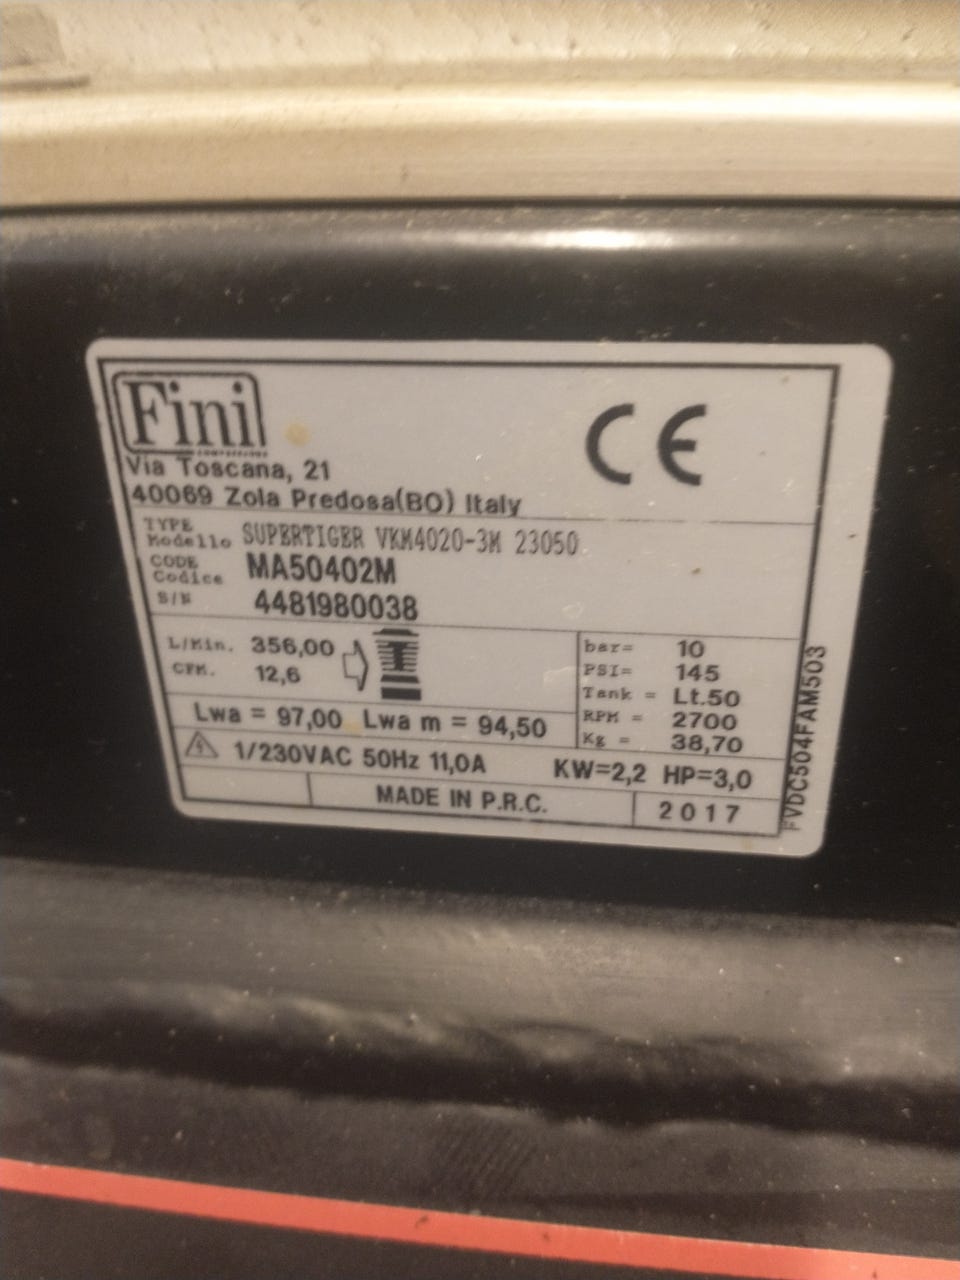 Fini
COMPRESSORS
CE
Via Toscana, 21
40069 Zola Predosa(BO) Italy
TYPE
Modello SUPERTIGER VKM4020-3M 23050
CODE
Codice MA50402M
S/N 4481980038
L/Min. 356,00
CFM. 12,6
Lwa = 97,00 Lwa m = 94,50
bar= 10
PSI= 145
Tank = Lt.50
RPM = 2700
Kg = 38,70
1/230VAC 50Hz 11,0A KW=2,2 HP=3,0
MADE IN P.R.C. 2017
FVDC504FAM503